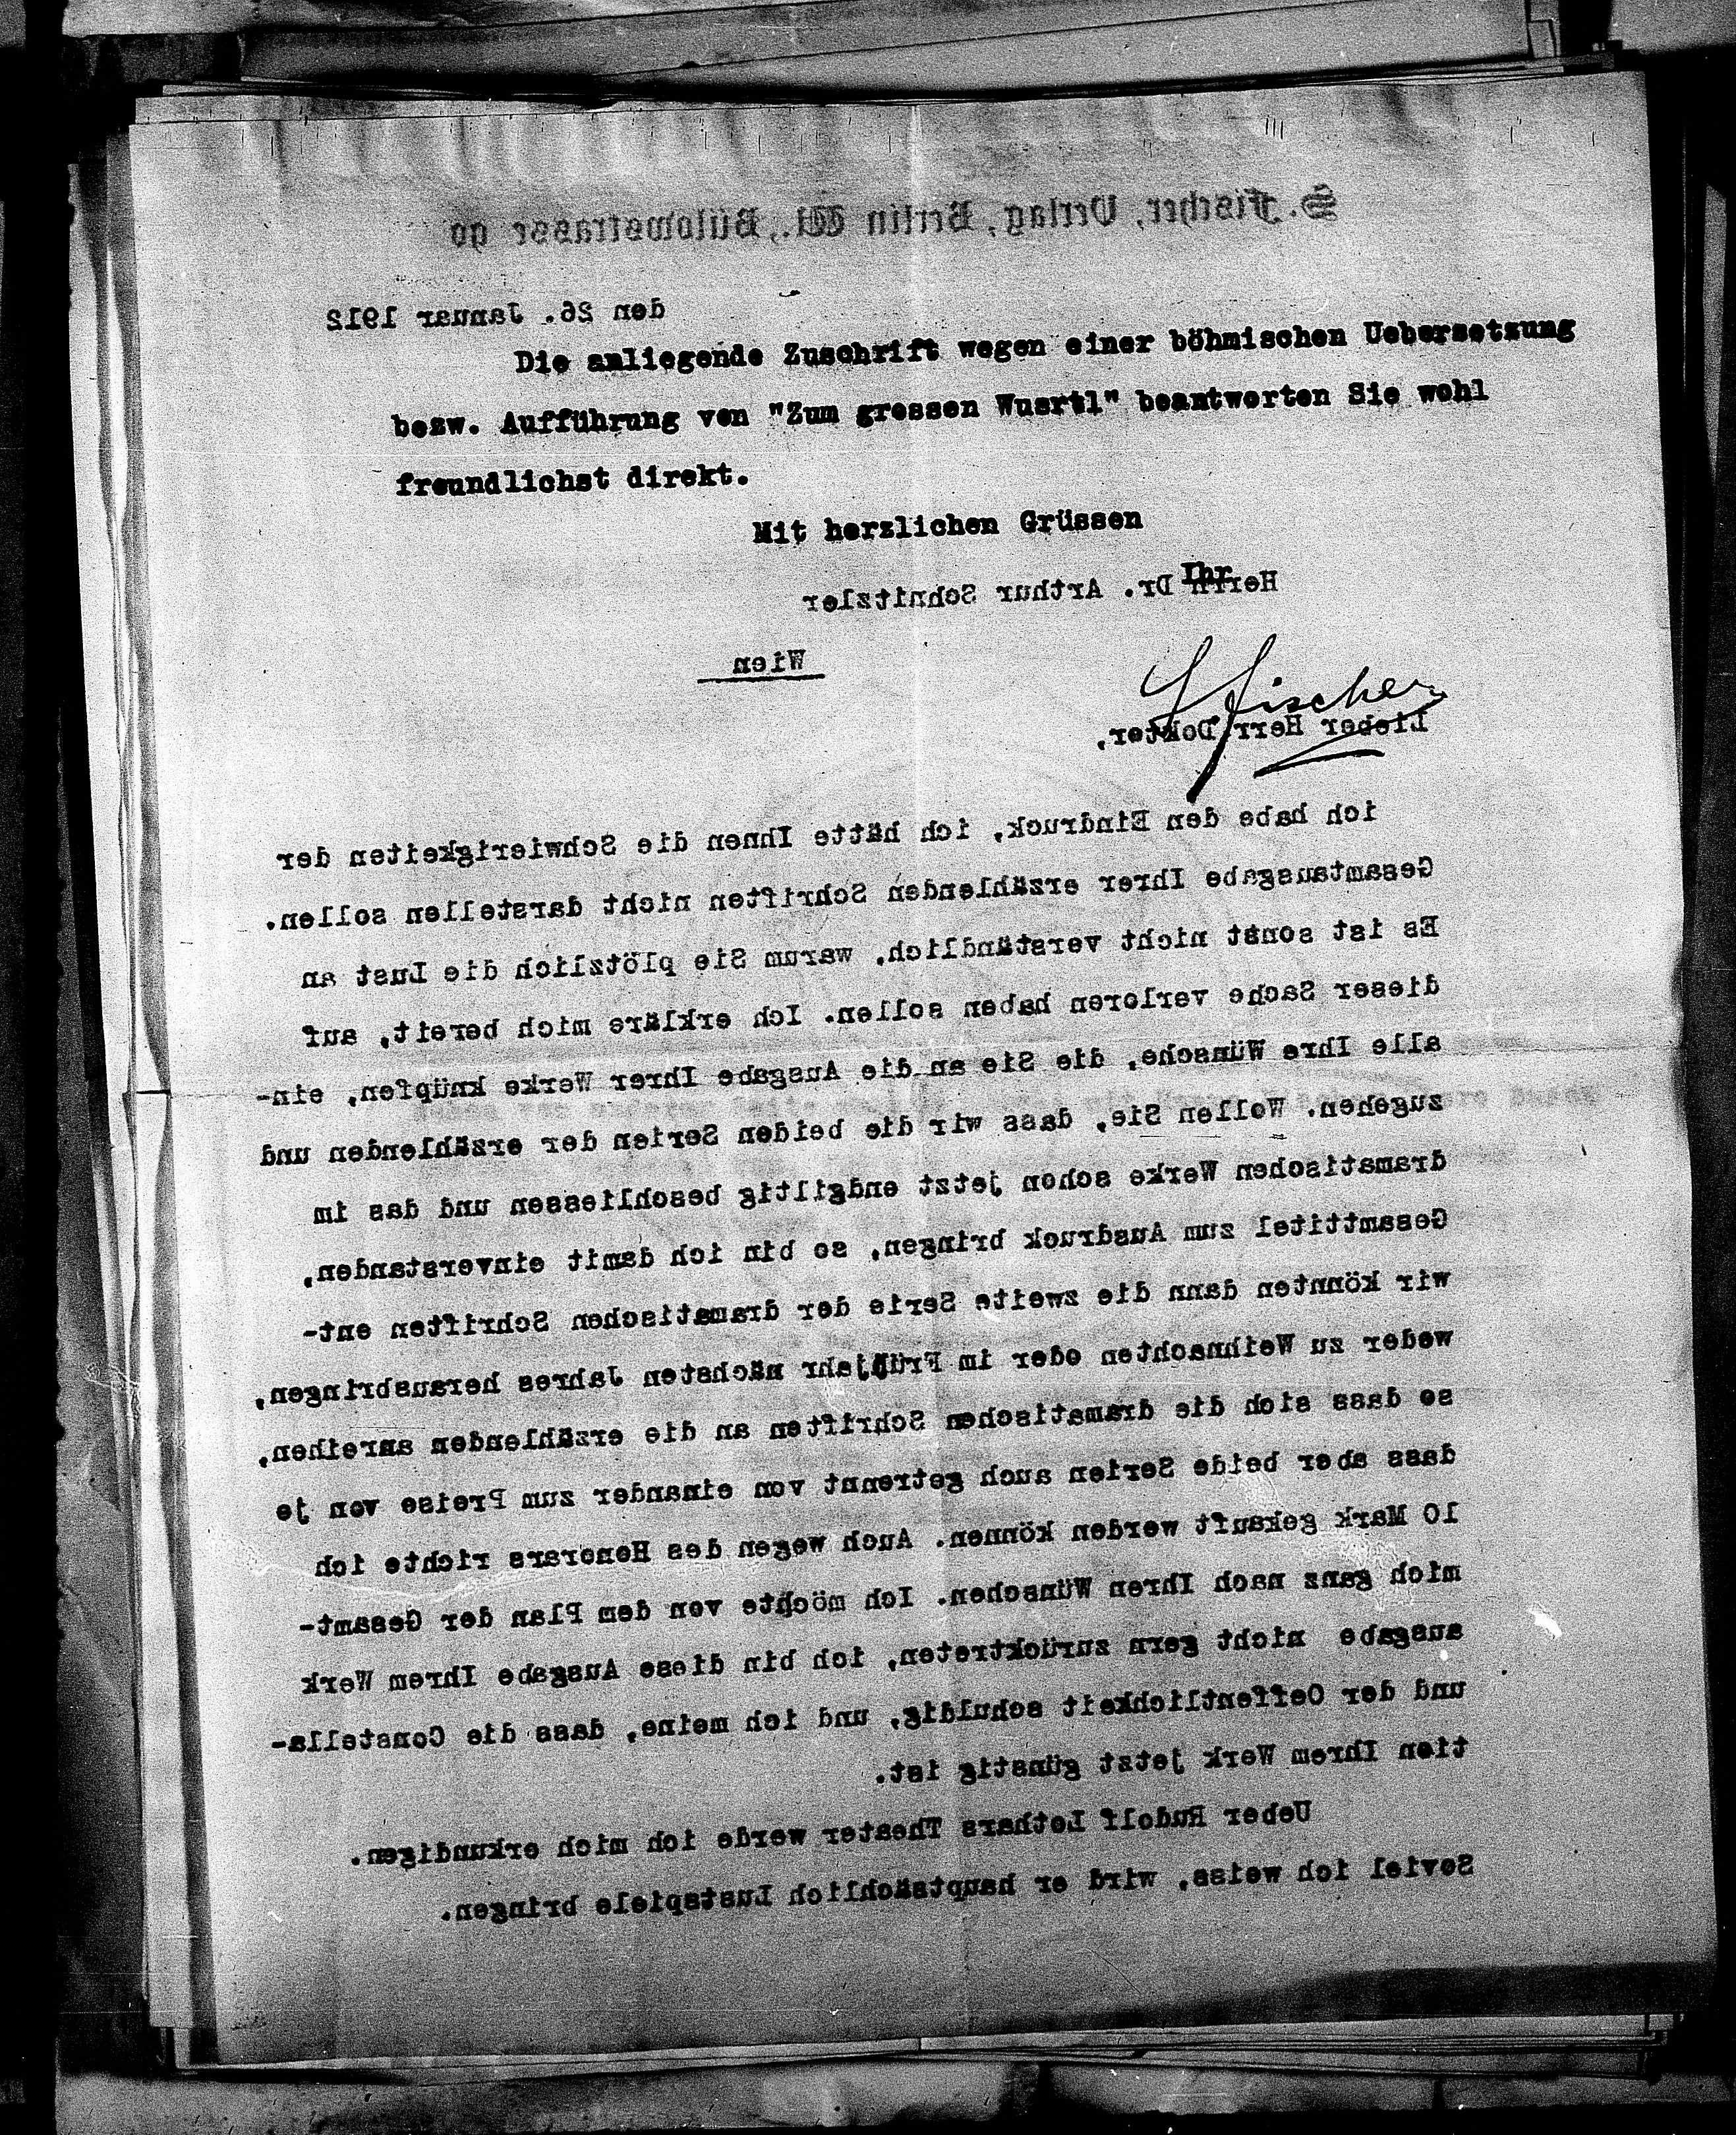 Die anliegende Zuschrift wegen einer böhmischen Uebersetzung
bezw. Aufführung von "Zum grossen Wusrtl" beantworten Sie wohl
freundlichst direkt.
Mit herzlichen Grüssen
Ihr
SFischer
S. Fischer, Verlag, Berlin W., Bülowstrasse 90
den 26. Januar 1912
Herrn Dr. Arthur Schnitzler
Wien
Lieber Herr Doktor,
ich habe den Eindruck, ich hätte Ihnen die Schwierigkeiten der
Gesamtausgabe Ihrer erzählenden Schriften nicht darstellen sollen.
Es ist sonst nicht verständlich, warum Sie plötzlich die Lust an
dieser Sache verloren haben sollen. Ich erkläre mich bereit, auf
alle Ihre Wünsche, die Sie an die Ausgabe Ihrer Werke knüpfen, ein-
zugehen. Wollen Sie, dass wir die beiden Serien der erzählenden und
dramatischen Werke schon jetzt endgiltig beschliessen und das im
Gesamttitel zum Ausdruck bringen, so bin ich damit einverstanden,
wir könnten dann die zweite Serie der dramatischen Schriften ent-
weder zu Weihnachten oder im Frühjahr nächsten Jahres herausbringen,
so dass sich die dramatischen Schriften an die erzählenden anreihen,
dass aber beide Serien auch getrennt von einander zum Preise von je
10 Mark gekauft werden können. Auch wegen des Honorars richte ich
mich ganz nach Ihren Wünschen. Ich möchte von dem Plan der Gesamt-
ausgabe nicht gern zurücktreten, ich bin diese Ausgabe Ihrem Werk
und der Oeffentlichkeit schuldig, und ich meine, dass die Constella-
tion Ihrem Werk jetzt günstig ist.
Ueber Rudolf Lothars Theater werde ich mich erkundigen.
Soviel ich weiss, wird er hauptsächlich Lustspiele bringen.